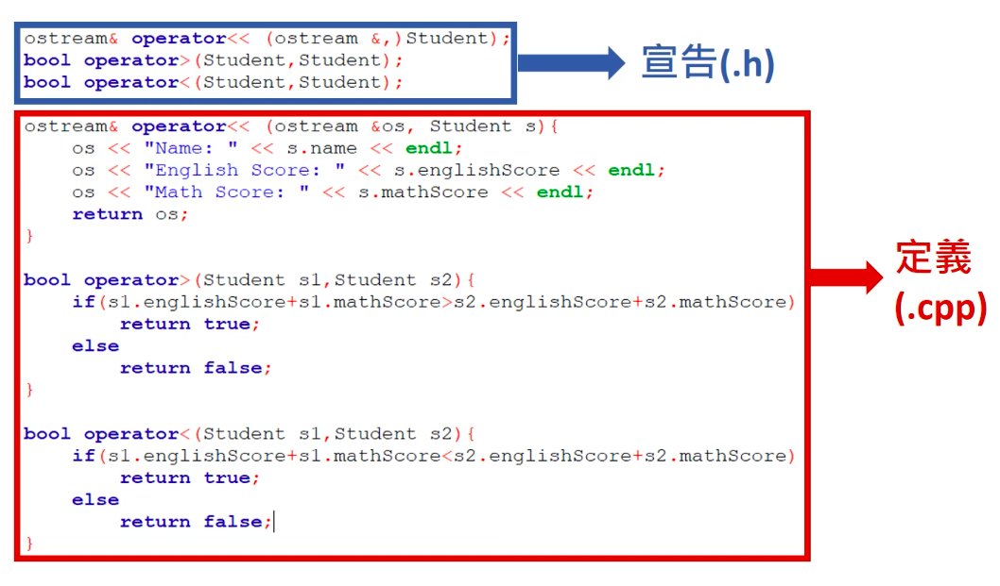 ostream& operator<< (ostream &,)Student);
bool operator>(Student,Student);
bool operator<(Student,Student);
宣告(.h)
ostream& operator<< (ostream &os, Student s){
    os << "Name: " << s.name << endl;
    os << "English Score: " << s.englishScore << endl;
    os << "Math Score: " << s.mathScore << endl;
    return os;
}
bool operator>(Student s1,Student s2){
    if(s1.englishScore+s1.mathScore>s2.englishScore+s2.mathScore)
        return true;
    else
        return false;
}
bool operator<(Student s1,Student s2){
    if(s1.englishScore+s1.mathScore<s2.englishScore+s2.mathScore)
        return true;
    else
        return false;
}
定義
(.cpp)